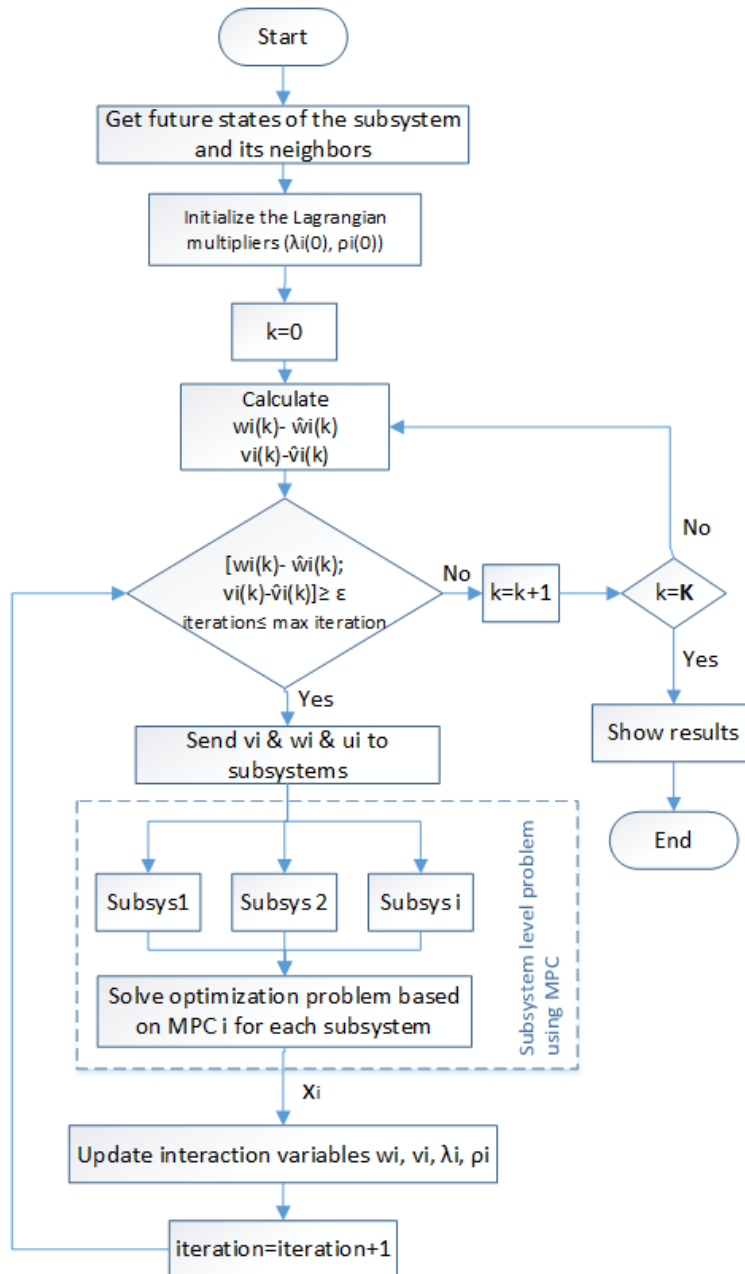 Start
Get future states of the subsystem
and its neighbors
Initialize the Lagrangian
multipliers (λi(0), ρi(0))
k=0
Calculate
wi(k)- ŵi(k)
vi(k)-v̂i(k)
[wi(k)- ŵi(k);
vi(k)-v̂i(k)]≥ ε
iteration≤ max iteration
No
k=k+1
k=K
No
Yes
Show results
End
Yes
Send vi & wi & ui to
subsystems
Subsys1
Subsys 2
Subsys i
Solve optimization problem based
on MPC i for each subsystem
Subsystem level problem
using MPC
xi
Update interaction variables wi, vi, λi, ρi
iteration=iteration+1